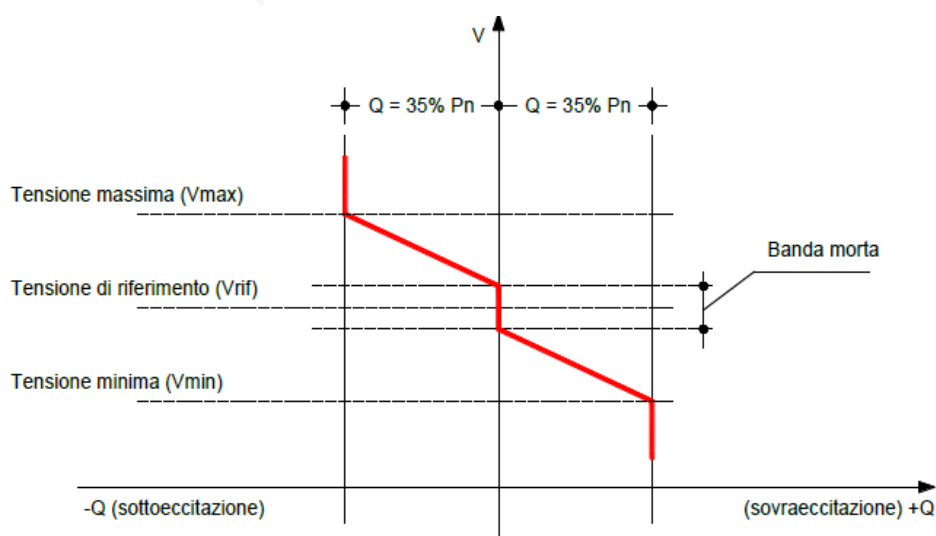 V
Q = 35% Pn
Q = 35% Pn
Tensione massima (Vmax)
Banda morta
Tensione di riferimento (Vrif)
Tensione minima (Vmin)
-Q (sottoeccitazione)
(sovraeccitazione) +Q